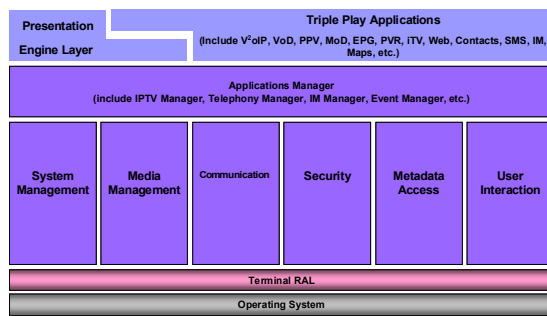 Presentation
Engine Layer
Triple Play Applications
(Include V²oIP, VoD, PPV, MoD, EPG, PVR, iTV, Web, Contacts, SMS, IM,
Maps, etc.)
Applications Manager
(include IPTV Manager, Telephony Manager, IM Manager, Event Manager, etc.)
System
Management
Media
Management
Communication
Security
Metadata
Access
User
Interaction
Terminal RAL
Operating System